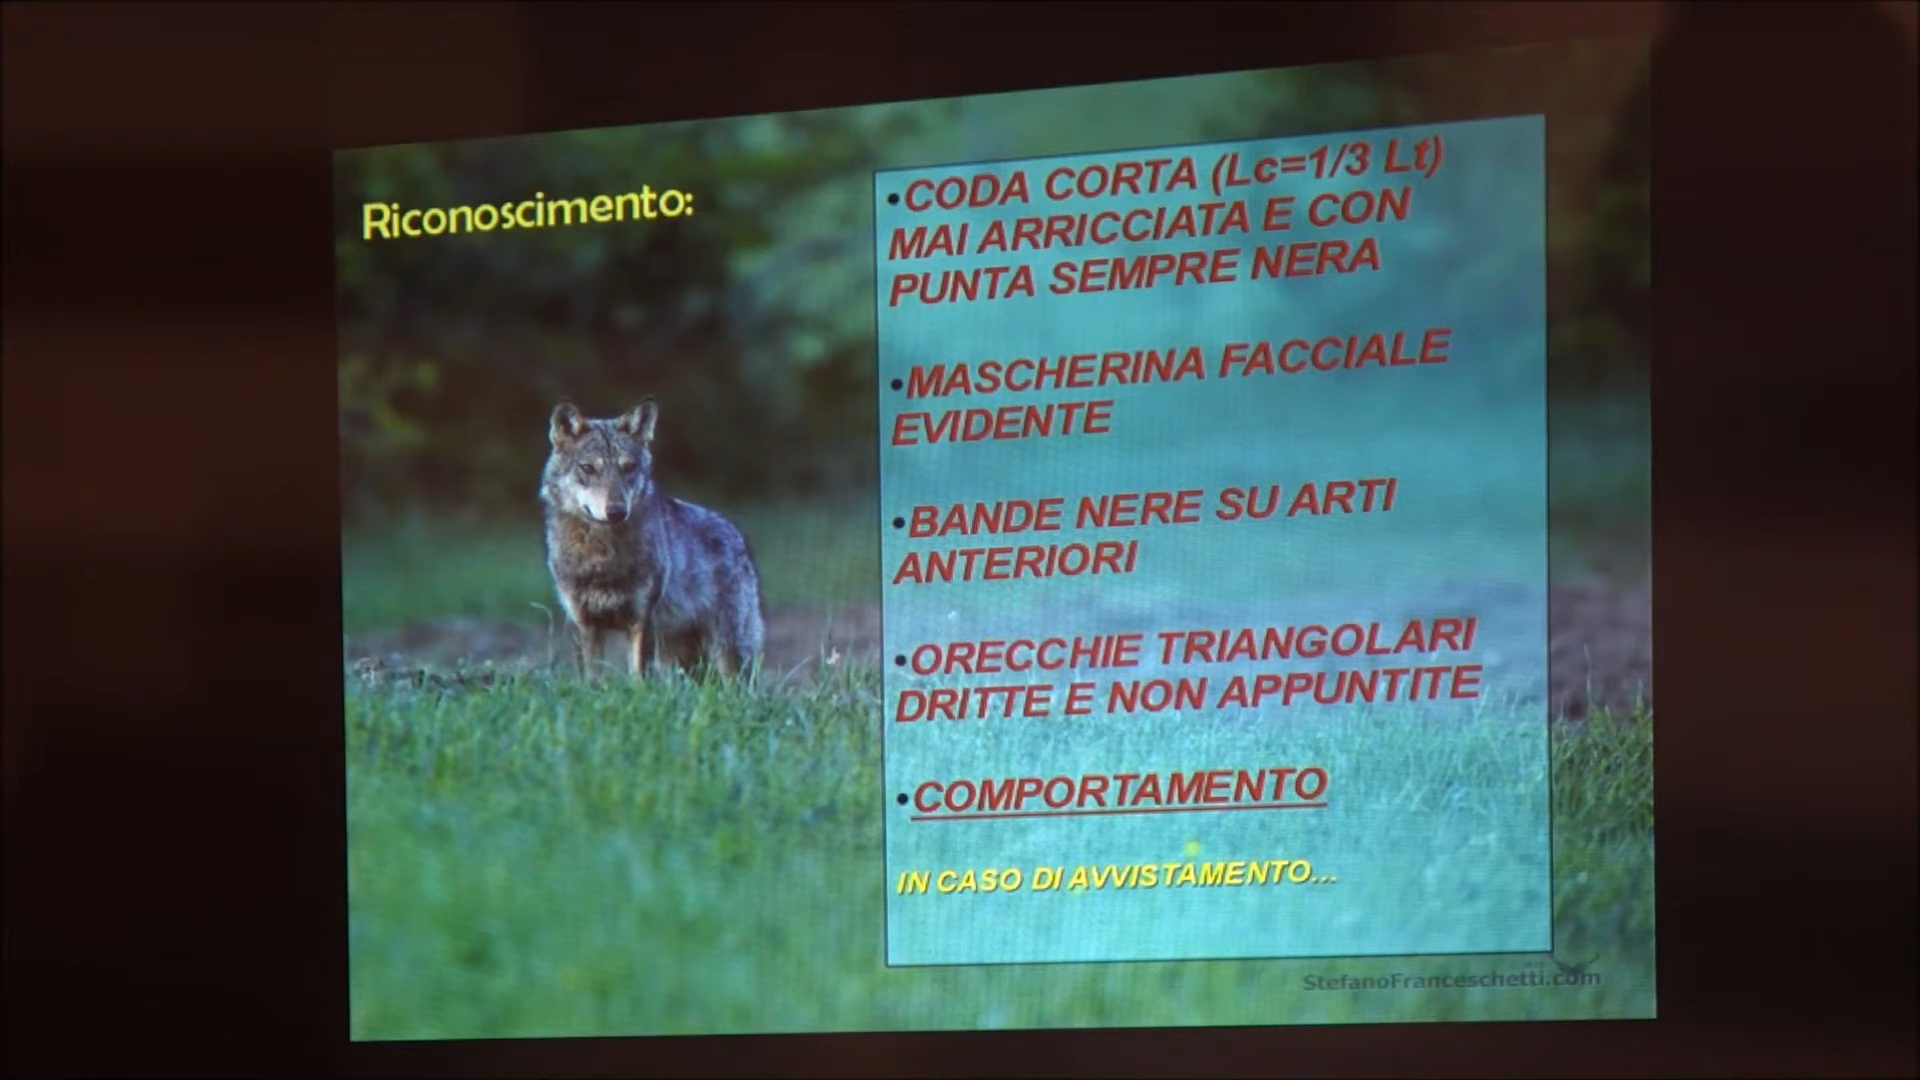 Riconoscimento:
•CODA CORTA (Lc=1/3 Lt)
MAI ARRICCIATA E CON
PUNTA SEMPRE NERA
•MASCHERINA FACCIALE
EVIDENTE
•BANDE NERE SU ARTI
ANTERIORI
•ORECCHIE TRIANGOLARI
DRITTE E NON APPUNTITE
•COMPORTAMENTO
IN CASO DI AVVISTAMENTO...
StefanoFranceschetti.com